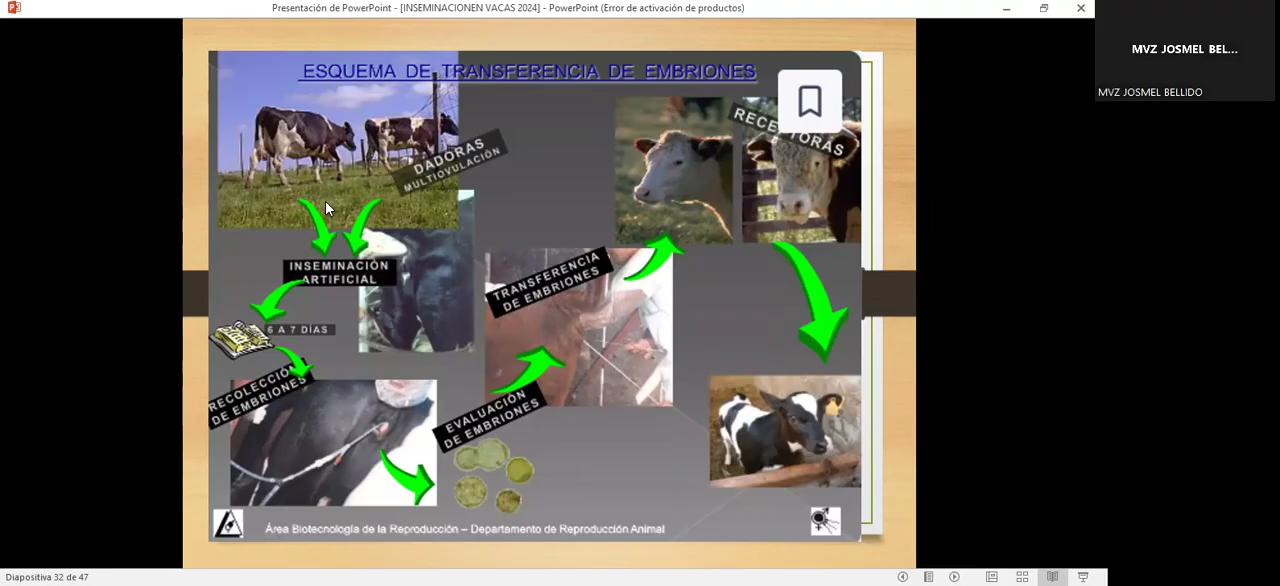 Presentación de PowerPoint - [INSEMINACIONEN VACAS 2024] - PowerPoint (Error de activación de productos)
MVZ JOSMEL BEL...
MVZ JOSMEL BELLIDO
ESQUEMA DE TRANSFERENCIA DE EMBRIONES
DADORAS
MULTIOVULACIÓN
RECEPTORAS
INSEMINACIÓN
ARTIFICIAL
6 A 7 DÍAS
RECOLECCIÓN
DE EMBRIONES
EVALUACIÓN
DE EMBRIONES
TRANSFERENCIA
DE EMBRIONES
Área Biotecnología de la Reproducción – Departamento de Reproducción Animal
Diapositiva 32 de 47